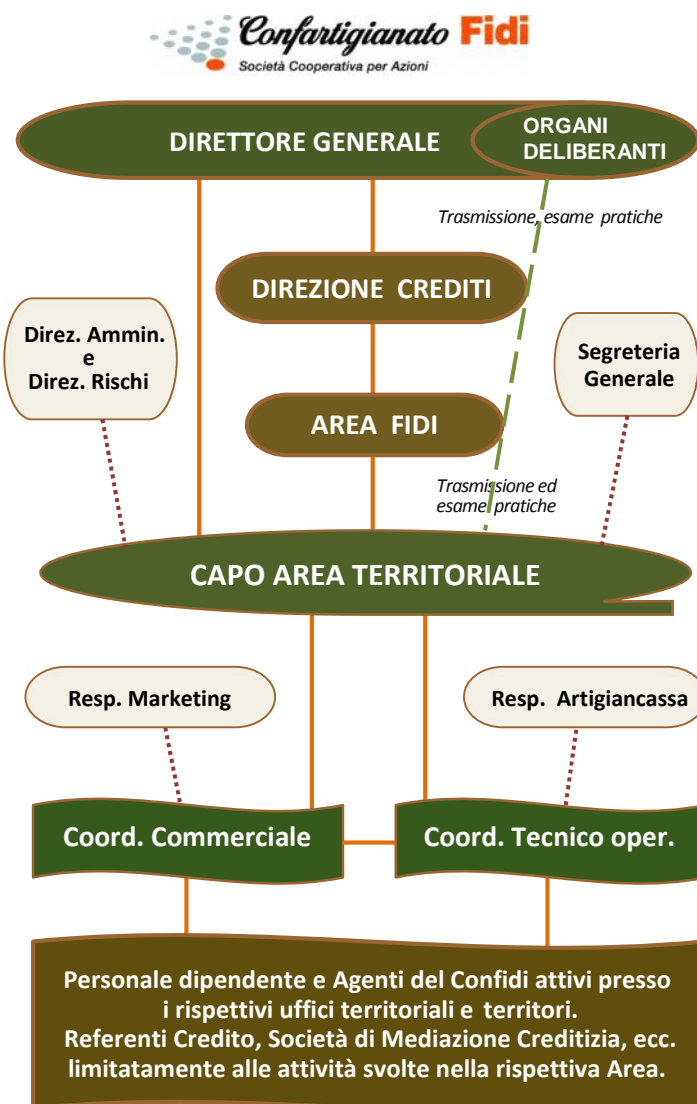 Confartigianato Fidi
Società Cooperativa per Azioni
DIRETTORE GENERALE
ORGANI
DELIBERANTI
Trasmissione, esame pratiche
DIREZIONE CREDITI
Direz. Ammin.
e
Direz. Rischi
Segreteria
Generale
AREA FIDI
Trasmissione ed
esame pratiche
CAPO AREA TERRITORIALE
Resp. Marketing
Resp. Artigiancassa
Coord. Commerciale
Coord. Tecnico oper.
Personale dipendente e Agenti del Confidi attivi presso
i rispettivi uffici territoriali e territori.
Referenti Credito, Società di Mediazione Creditizia, ecc.
limitatamente alle attività svolte nella rispettiva Area.